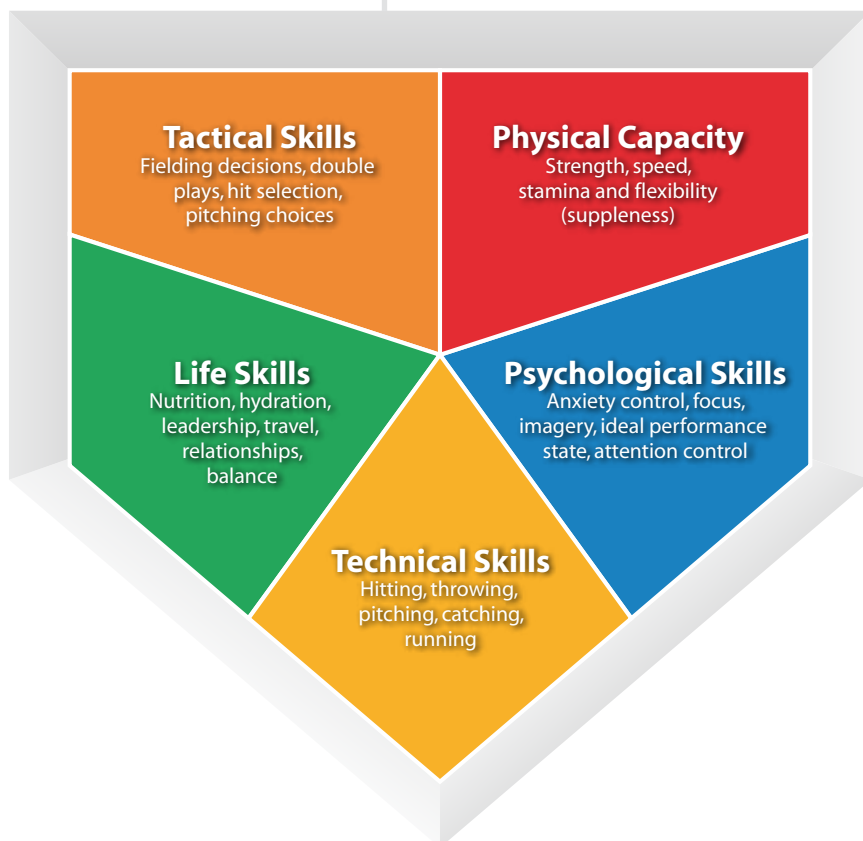 Tactical Skills
Fielding decisions, double
plays, hit selection,
pitching choices
Physical Capacity
Strength, speed,
stamina and flexibility
(suppleness)
Life Skills
Nutrition, hydration,
leadership, travel,
relationships,
balance
Psychological Skills
Anxiety control, focus,
imagery, ideal performance
state, attention control
Technical Skills
Hitting, throwing,
pitching, catching,
running